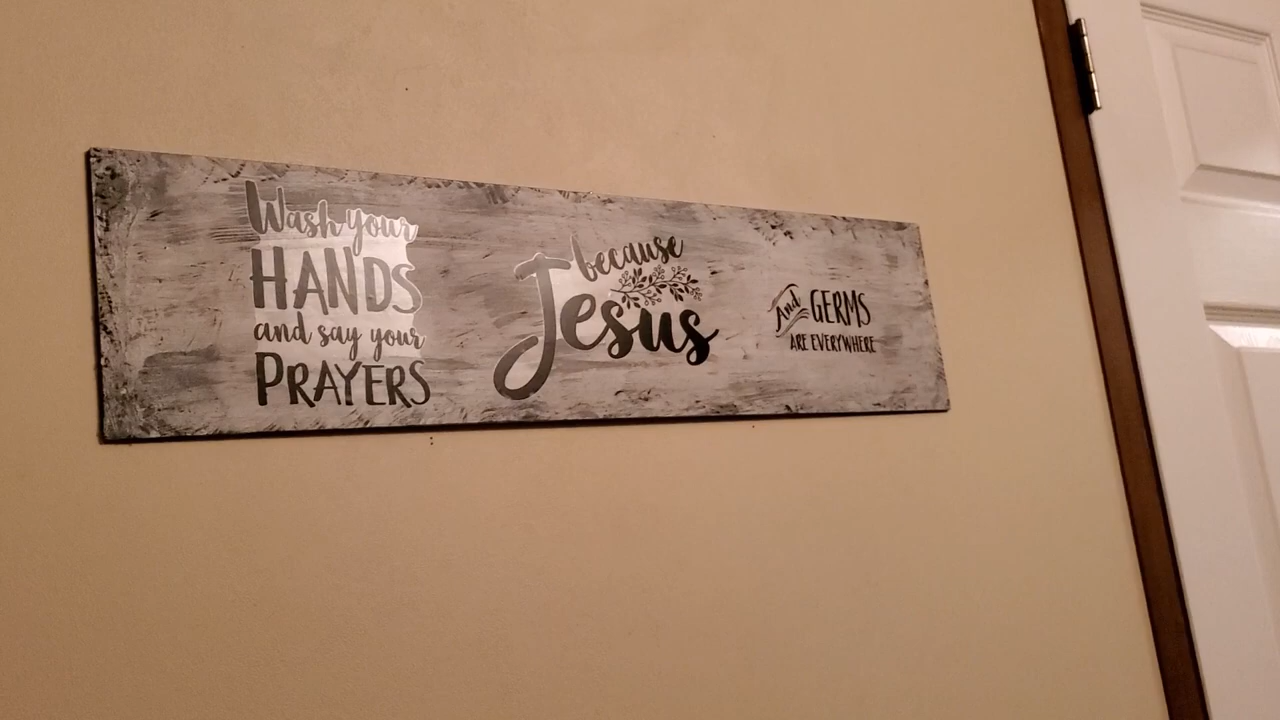 Wash your
HANDS
and say your
PRAYERS
because
Jesus
And GERMS
ARE EVERYWHERE